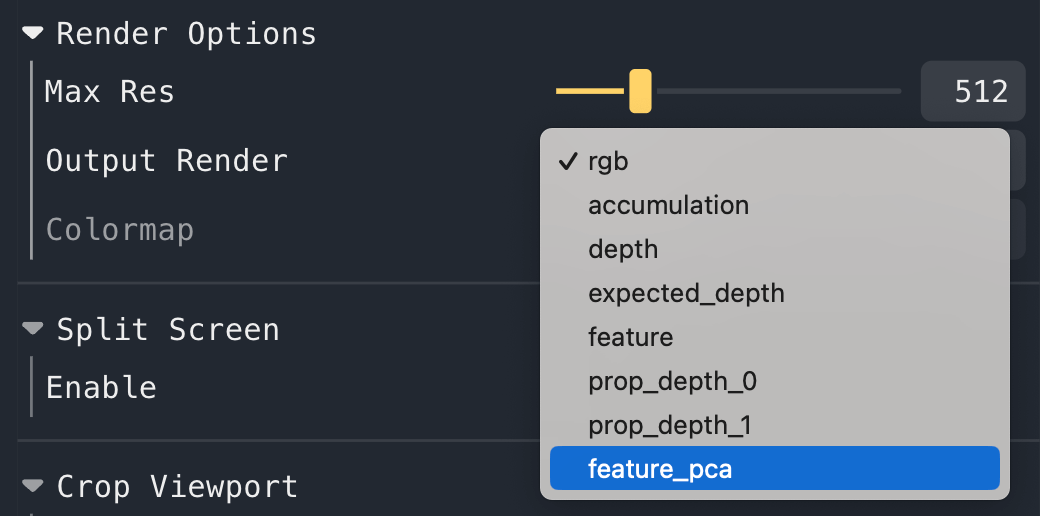 Render Options
Max Res 512
Output Render
rgb
accumulation
Colormap
depth
expected_depth
Split Screen
feature
Enable
prop_depth_0
prop_depth_1
feature_pca
Crop Viewport